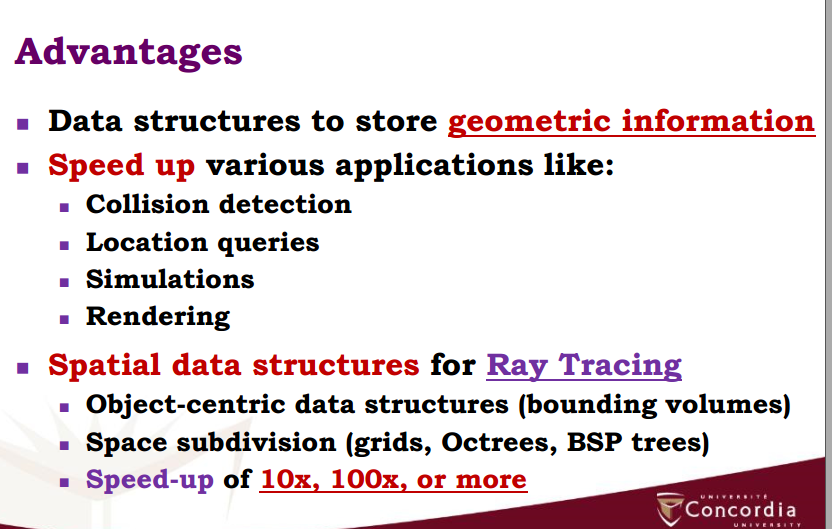 Advantages
Data structures to store geometric information
Speed up various applications like:
Collision detection
Location queries
Simulations
Rendering
Spatial data structures for Ray Tracing
Object-centric data structures (bounding volumes)
Space subdivision (grids, Octrees, BSP trees)
Speed-up of 10x, 100x, or more
UNIVERSITÉ
Concordia
UNIVERSITY